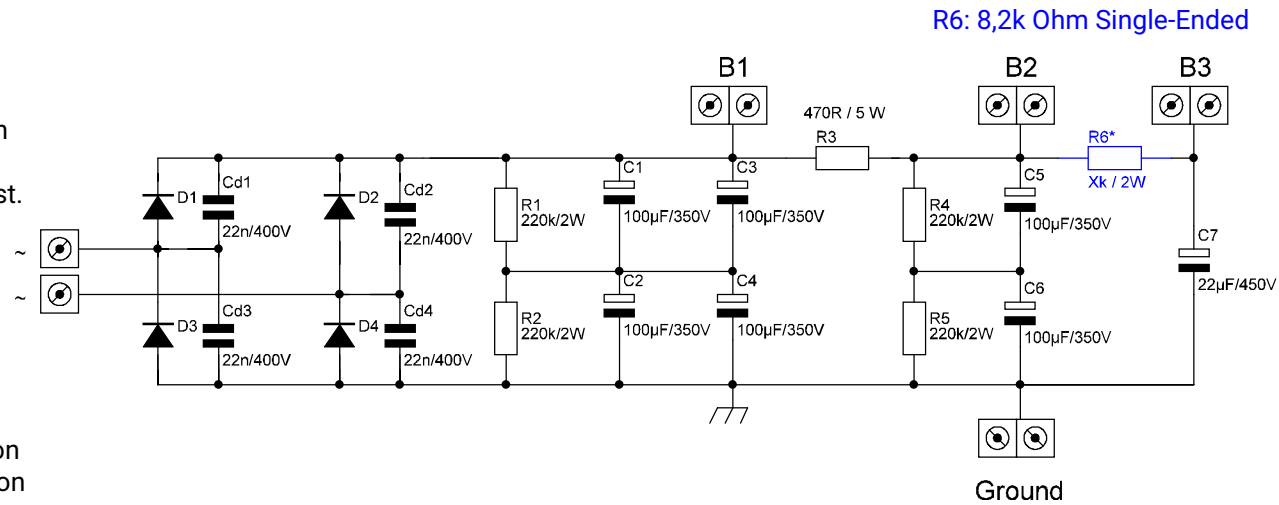 R6: 8,2k Ohm Single-Ended
B1
B2
B3
470R / 5 W
R3
R6*
Xk / 2W
n
st.
D1
Cd1
22n/400V
D2
Cd2
22n/400V
R1
220k/2W
C1
100µF/350V
C3
100µF/350V
R4
220k/2W
C5
100µF/350V
C7
22µF/450V
~
~
D3
Cd3
22n/400V
D4
Cd4
22n/400V
R2
220k/2W
C2
100µF/350V
C4
100µF/350V
R5
220k/2W
C6
100µF/350V
on
on
Ground